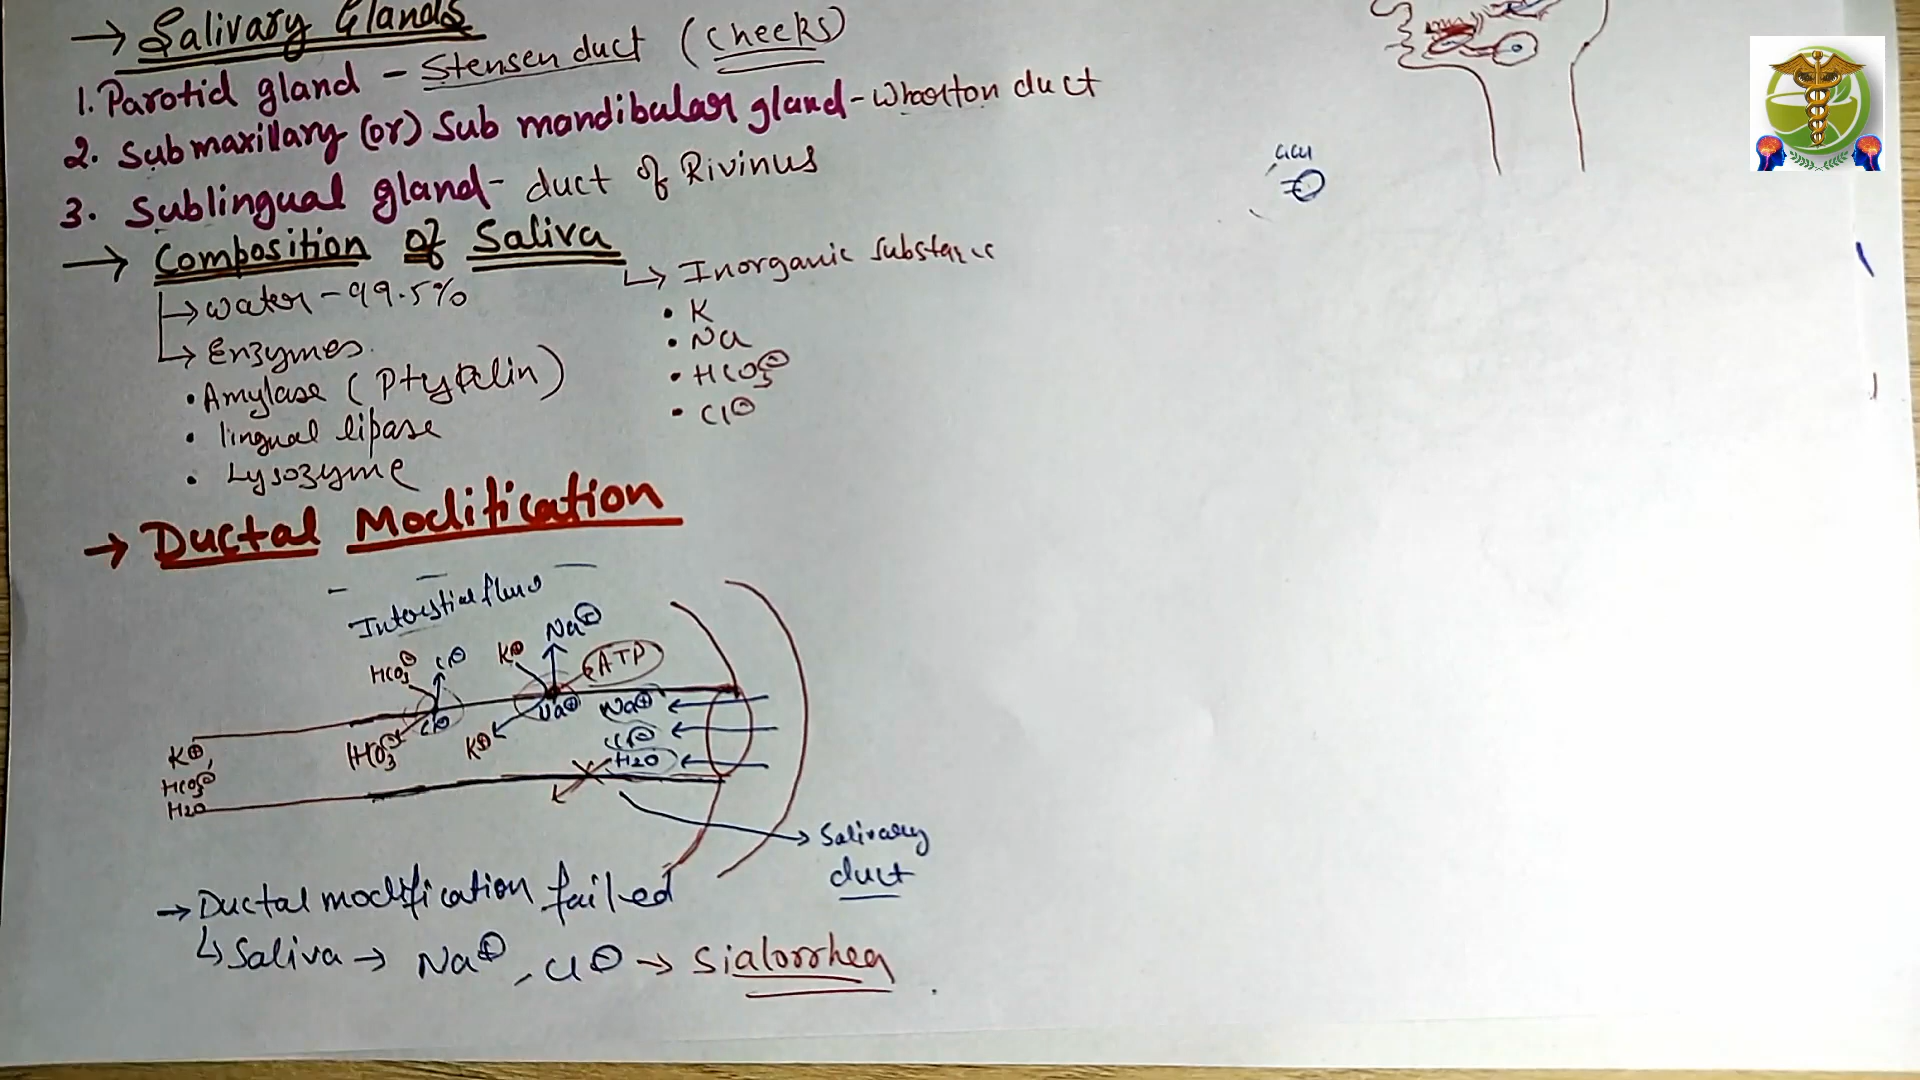 → Salivary Glands
1. Parotid gland - Stensen duct (cheeks)
2. Submaxillary (or) Sub mandibular gland - Wharton duct
3. Sublingual gland - duct of Rivinus
→ Composition of Saliva
→ Water - 99.5%
→ Enzymes
• Amylase (Ptyalin)
• lingual lipase
• Lysozyme
→ Inorganic substance
• K
• Na
• HCO3⊖
• Cl⊖
→ Ductal Modification
Interstial fluid
HCO3⊖ Cl⊖ K⊕ Na⊕ ATP
HCO3⊖ Cl⊖ K⊕ Na⊕ Na⊕
Cl⊖
H2O
K⊕,
HCO3⊖
H2O
→ Salivary
duct
→ Ductal modification failed
↳ Saliva → Na⊕, Cl⊖ → Sialorrhea